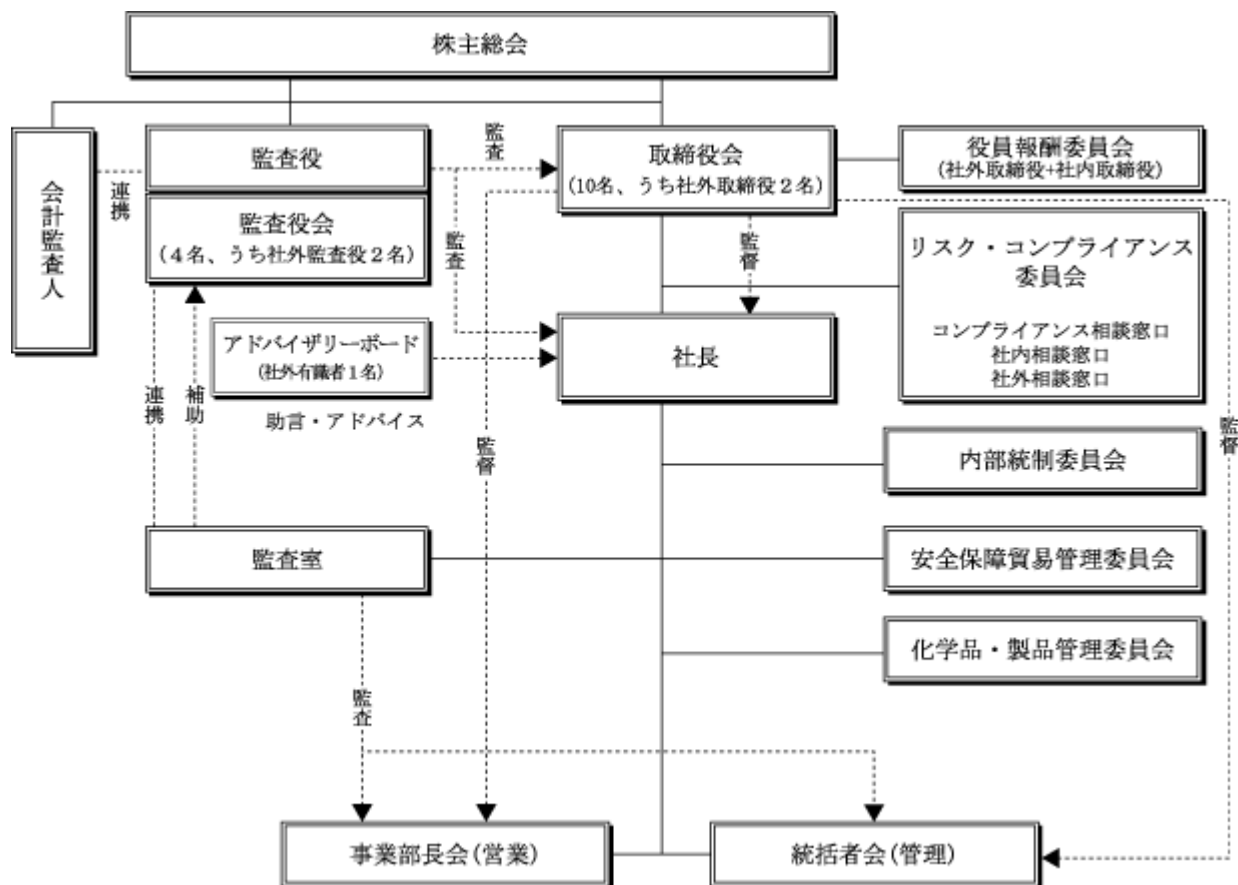 株主総会
会計監査人
連携
監査役
監査役会
(4名、うち社外監査役2名)
監査
監査
取締役会
(10名、うち社外取締役2名)
役員報酬委員会
(社外取締役+社内取締役)
監督
リスク・コンプライアンス
委員会
コンプライアンス相談窓口
社内相談窓口
社外相談窓口
アドバイザリーボード
(社外有識者1名)
助言・アドバイス
社長
連携
補助
監督
監督
内部統制委員会
監査室
安全保障貿易管理委員会
化学品・製品管理委員会
監査
事業部長会(営業)
統括者会(管理)